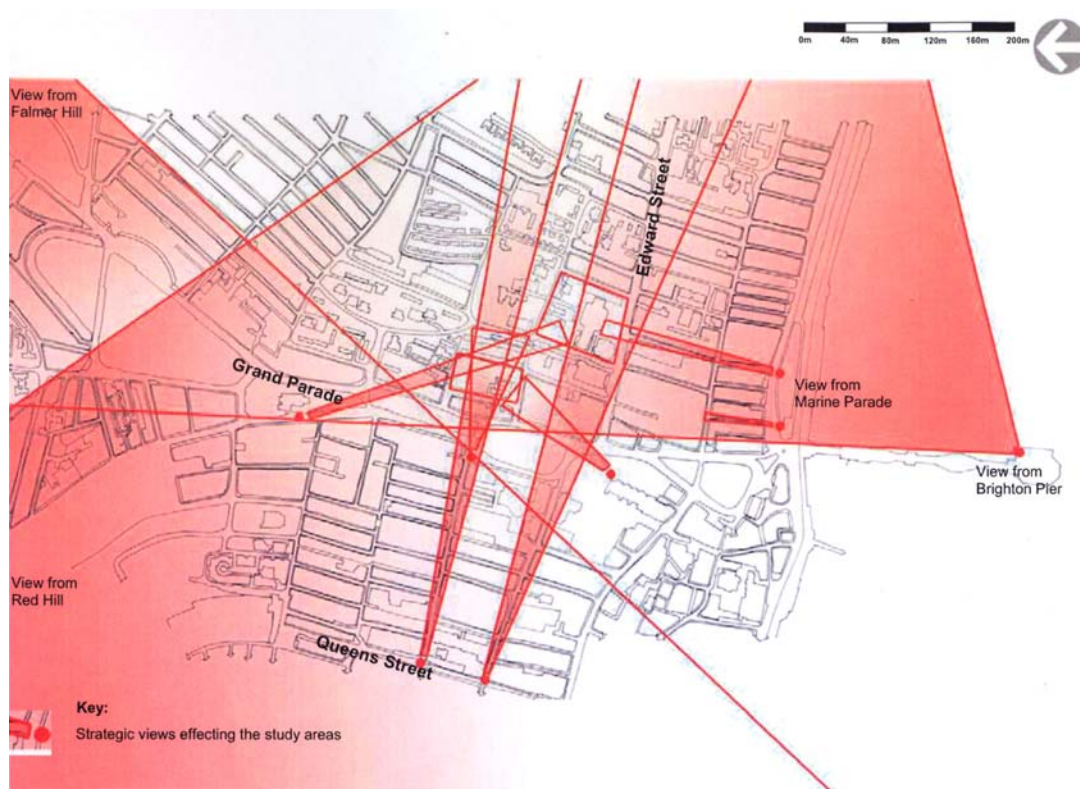 0m 40m 80m 120m 160m 200m
View from
Falmer Hill
Edward Street
Grand Parade
View from
Marine Parade
View from
Brighton Pier
View from
Red Hill
Queens Street
Key:
Strategic views effecting the study areas